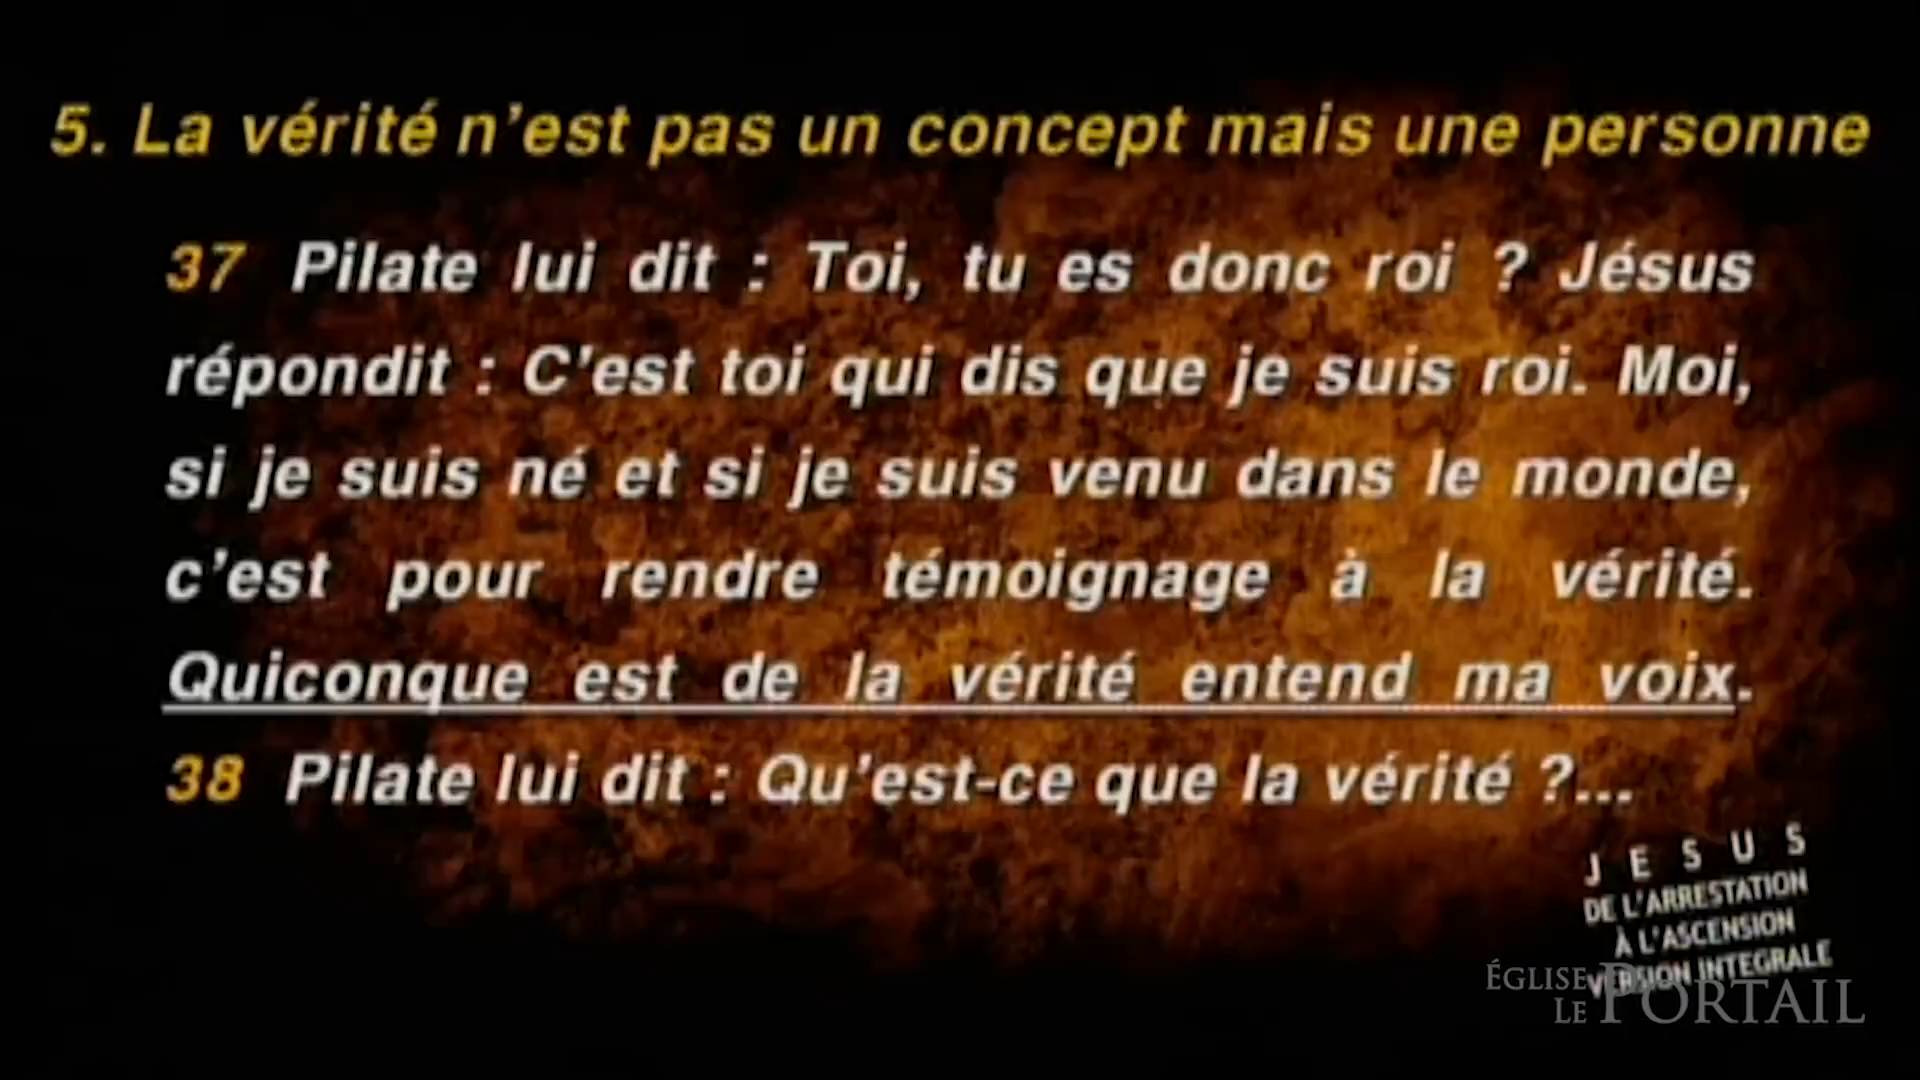 5. La vérité n'est pas un concept mais une personne
37 Pilate lui dit : Toi, tu es donc roi ? Jésus
répondit : C'est toi qui dis que je suis roi. Moi,
si je suis né et si je suis venu dans le monde,
c'est pour rendre témoignage à la vérité.
Quiconque est de la vérité entend ma voix.
38 Pilate lui dit : Qu'est-ce que la vérité ?...
JESUS
DE L'ARRESTATION
À L'ASCENSION
VERSION INTEGRALE
ÉGLISE
LE PORTAIL